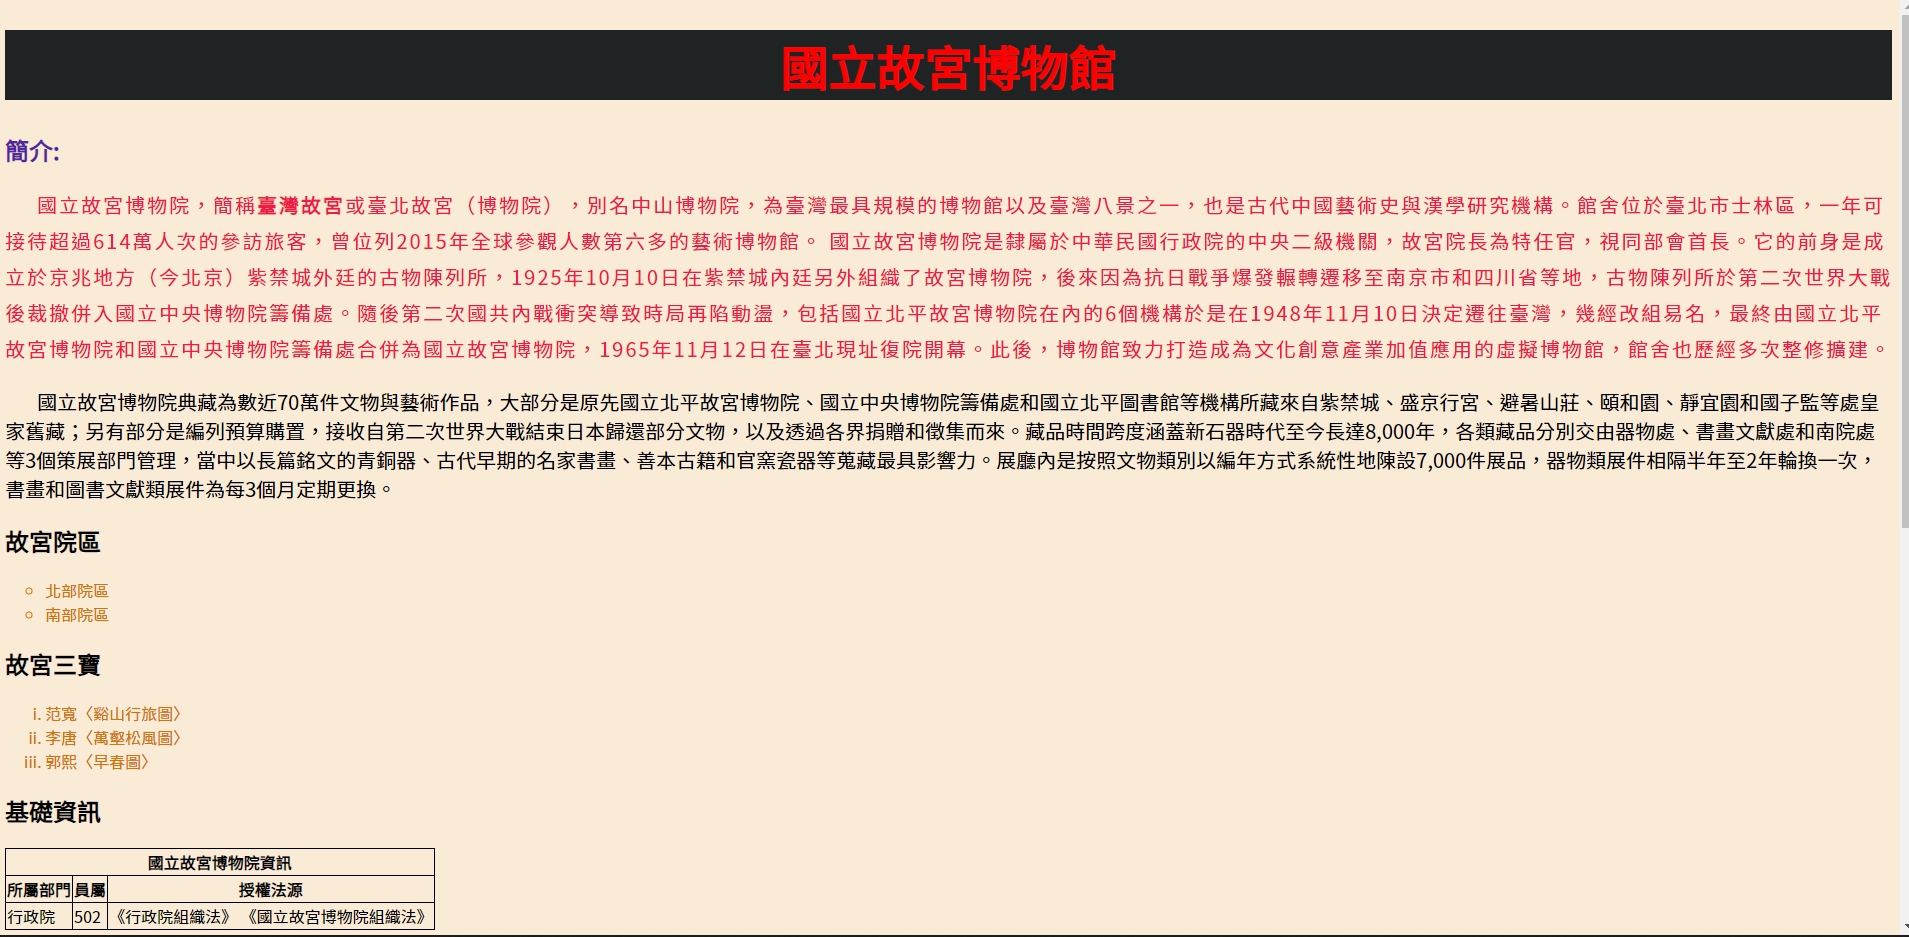 國立故宮博物館
簡介:
國立故宮博物院，簡稱臺灣故宮或臺北故宮（博物院），別名中山博物院，為臺灣最具規模的博物館以及臺灣八景之一，也是古代中國藝術史與漢學研究機構。館舍位於臺北市士林區，一年可
接待超過614萬人次的參訪旅客，曾位列2015年全球參觀人數第六多的藝術博物館。 國立故宮博物院是隸屬於中華民國行政院的中央二級機關，故宮院長為特任官，視同部會首長。它的前身是成
立於京兆地方（今北京）紫禁城外廷的古物陳列所，1925年10月10日在紫禁城內廷另外組織了故宮博物院，後來因為抗日戰爭爆發輾轉遷移至南京市和四川省等地，古物陳列所於第二次世界大戰
後裁撤併入國立中央博物院籌備處。隨後第二次國共內戰衝突導致時局再陷動盪，包括國立北平故宮博物院在內的6個機構於是在1948年11月10日決定遷往臺灣，幾經改組易名，最終由國立北平
故宮博物院和國立中央博物院籌備處合併為國立故宮博物院，1965年11月12日在臺北現址復院開幕。此後，博物館致力打造成為文化創意產業加值應用的虛擬博物館，館舍也歷經多次整修擴建。
國立故宮博物院典藏為數近70萬件文物與藝術作品，大部分是原先國立北平故宮博物院、國立中央博物院籌備處和國立北平圖書館等機構所藏來自紫禁城、盛京行宮、避暑山莊、頤和園、靜宜園和國子監等處皇
家舊藏；另有部分是編列預算購置，接收自第二次世界大戰結束日本歸還部分文物，以及透過各界捐贈和徵集而來。藏品時間跨度涵蓋新石器時代至今長達8,000年，各類藏品分別交由器物處、書畫文獻處和南院處
等3個策展部門管理，當中以長篇銘文的青銅器、古代早期的名家書畫、善本古籍和官窯瓷器等蒐藏最具影響力。展廳內是按照文物類別以編年方式系統性地陳設7,000件展品，器物類展件相隔半年至2年輪換一次，
書畫和圖書文獻類展件為每3個月定期更換。
故宮院區
北部院區
南部院區
故宮三寶
i. 范寬〈谿山行旅圖〉
ii. 李唐〈萬壑松風圖〉
iii. 郭熙〈早春圖〉
基礎資訊
國立故宮博物院資訊
所屬部門 員屬 授權法源
行政院 502 《行政院組織法》 《國立故宮博物院組織法》